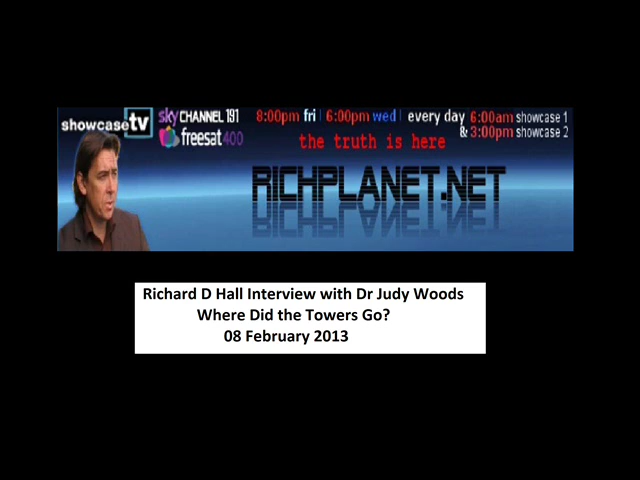 showcase tv
sky CHANNEL 191
freesat 400
8:00pm fri | 6:00pm wed | every day 6:00am showcase 1
& 3:00pm showcase 2
the truth is here
RICHPLANET.NET
Richard D Hall Interview with Dr Judy Woods
Where Did the Towers Go?
08 February 2013